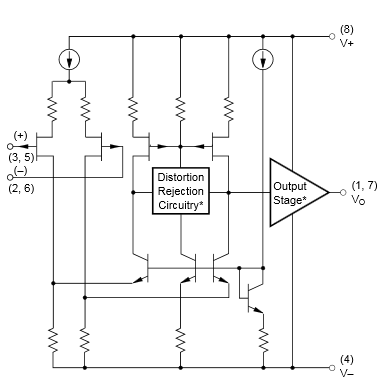 (8)
V+
(+)
(3, 5)
(–)
(2, 6)
Distortion
Rejection
Circuitry*
Output
Stage*
(1, 7)
VO
(4)
V–